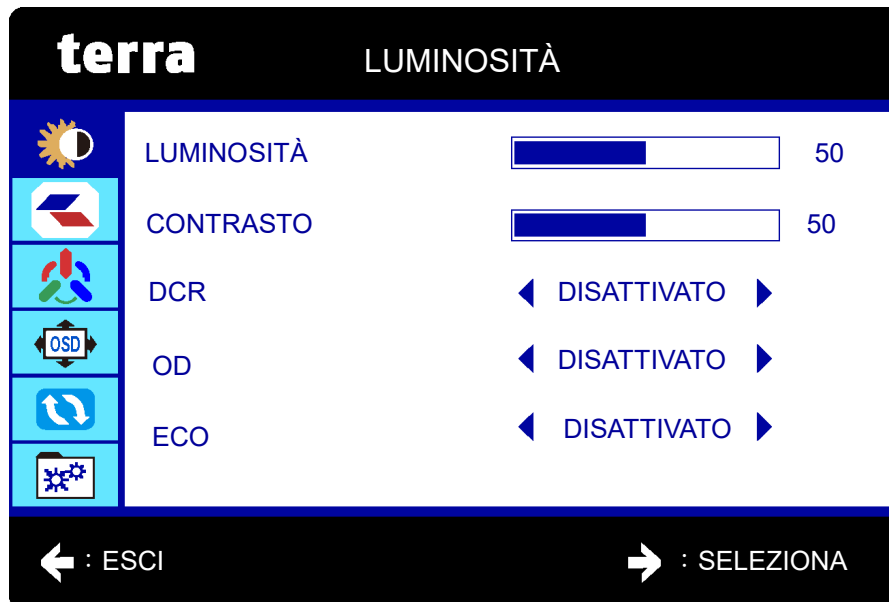 terra LUMINOSITÀ
LUMINOSITÀ 50
CONTRASTO 50
DCR DISATTIVATO
OD DISATTIVATO
OSD
ECO DISATTIVATO
: ESCI : SELEZIONA